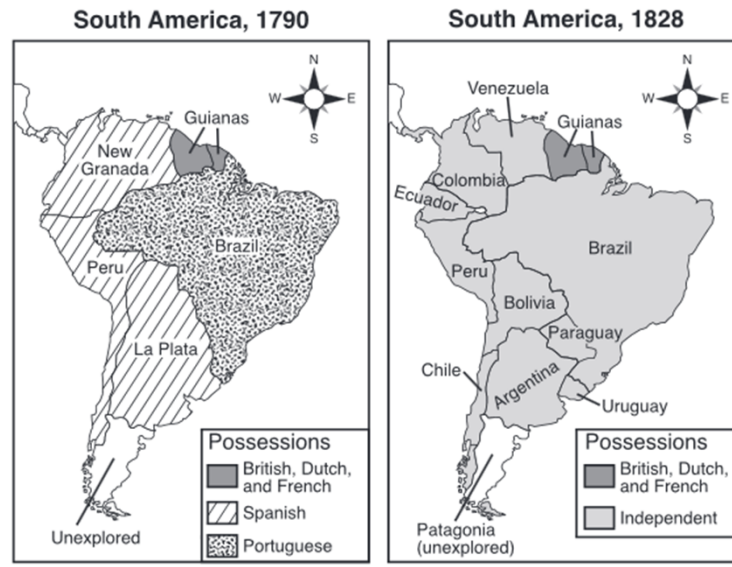 South America, 1790
N
W
E
S
Guianas
New
Granada
Brazil
Peru
La Plata
Unexplored
Possessions
British, Dutch,
and French
Spanish
Portuguese
South America, 1828
N
W
E
S
Venezuela
Guianas
Colombia
Ecuador
Brazil
Peru
Bolivia
Paraguay
Chile
Argentina
Uruguay
Patagonia
(unexplored)
Possessions
British, Dutch,
and French
Independent